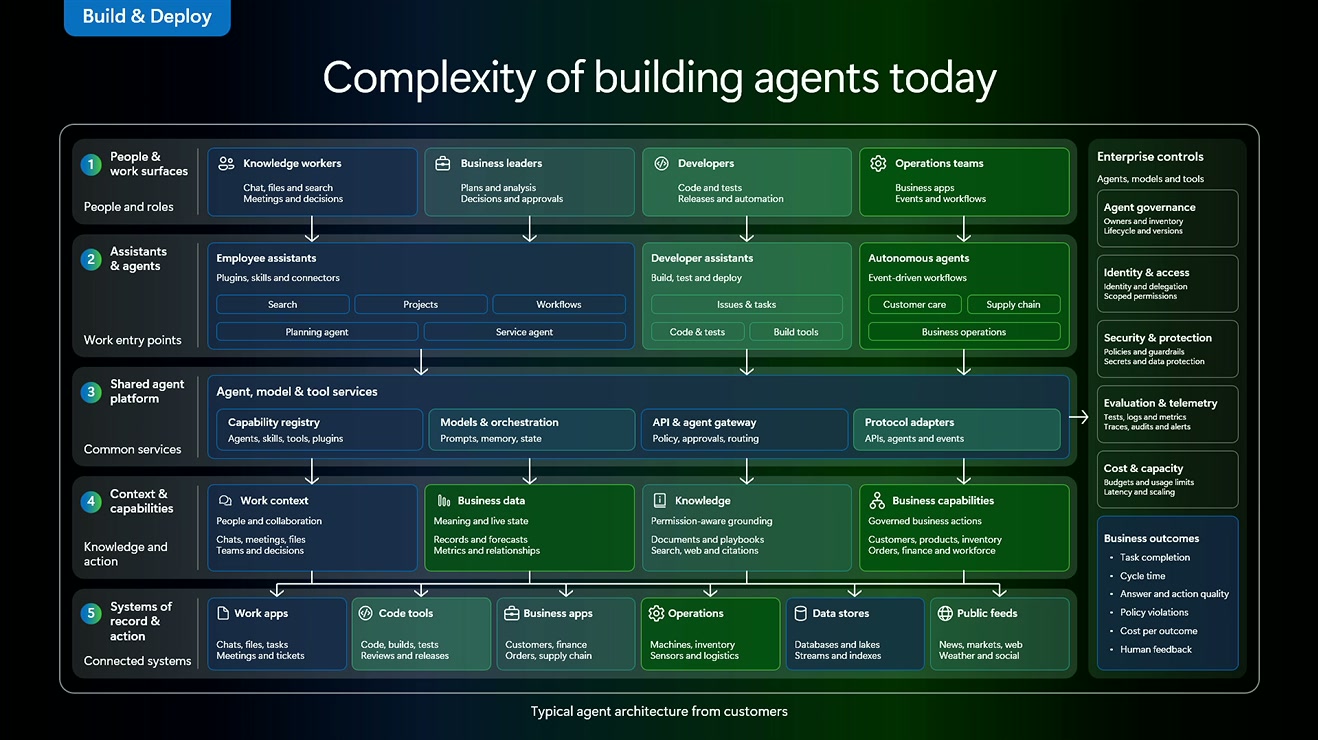 Build & Deploy
Complexity of building agents today
1
People &
work surfaces
People and roles
Knowledge workers
Chat, files and search
Meetings and decisions
Business leaders
Plans and analysis
Decisions and approvals
Developers
Code and tests
Releases and automation
Operations teams
Business apps
Events and workflows
2
Assistants
& agents
Work entry points
Employee assistants
Plugins, skills and connectors
Search
Projects
Workflows
Planning agent
Service agent
Developer assistants
Build, test and deploy
Issues & tasks
Code & tests
Build tools
Autonomous agents
Event-driven workflows
Customer care
Supply chain
Business operations
3
Shared agent
platform
Common services
Agent, model & tool services
Capability registry
Agents, skills, tools, plugins
Models & orchestration
Prompts, memory, state
API & agent gateway
Policy, approvals, routing
Protocol adapters
APIs, agents and events
4
Context &
capabilities
Knowledge and
action
Work context
People and collaboration
Chats, meetings, files
Teams and decisions
Business data
Meaning and live state
Records and forecasts
Metrics and relationships
Knowledge
Permission-aware grounding
Documents and playbooks
Search, web and citations
Business capabilities
Governed business actions
Customers, products, inventory
Orders, finance and workforce
5
Systems of
record &
action
Connected systems
Work apps
Chats, files, tasks
Meetings and tickets
Code tools
Code, builds, tests
Reviews and releases
Business apps
Customers, finance
Orders, supply chain
Operations
Machines, inventory
Sensors and logistics
Data stores
Databases and lakes
Streams and indexes
Public feeds
News, markets, web
Weather and social
Enterprise controls
Agents, models and tools
Agent governance
Owners and inventory
Lifecycle and versions
Identity & access
Identity and delegation
Scoped permissions
Security & protection
Policies and guardrails
Secrets and data protection
Evaluation & telemetry
Tests, logs and metrics
Traces, audits and alerts
Cost & capacity
Budgets and usage limits
Latency and scaling
Business outcomes
• Task completion
• Cycle time
• Answer and action quality
• Policy violations
• Cost per outcome
• Human feedback
Typical agent architecture from customers